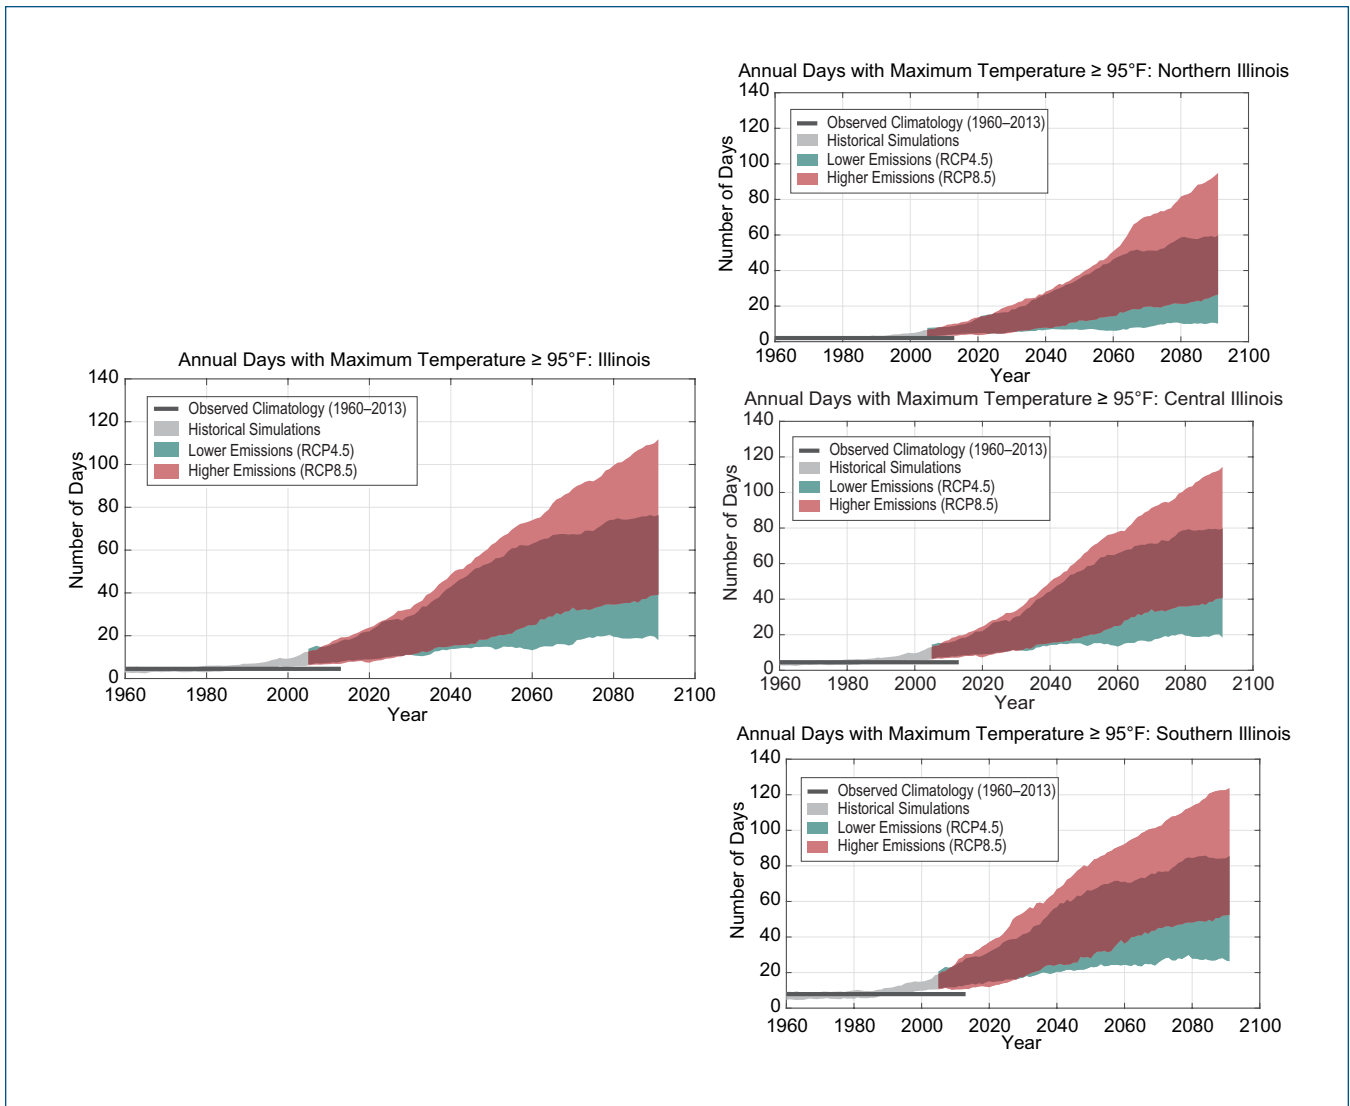 Annual Days with Maximum Temperature ≥ 95°F: Northern Illinois
140
120
100
80
60
40
20
0
Number of Days
Observed Climatology (1960–2013)
Historical Simulations
Lower Emissions (RCP4.5)
Higher Emissions (RCP8.5)
1960 1980 2000 2020 2040 2060 2080 2100
Year
Annual Days with Maximum Temperature ≥ 95°F: Illinois
140
120
100
80
60
40
20
0
Number of Days
Observed Climatology (1960–2013)
Historical Simulations
Lower Emissions (RCP4.5)
Higher Emissions (RCP8.5)
1960 1980 2000 2020 2040 2060 2080 2100
Year
Annual Days with Maximum Temperature ≥ 95°F: Central Illinois
140
120
100
80
60
40
20
0
Number of Days
Observed Climatology (1960–2013)
Historical Simulations
Lower Emissions (RCP4.5)
Higher Emissions (RCP8.5)
1960 1980 2000 2020 2040 2060 2080 2100
Year
Annual Days with Maximum Temperature ≥ 95°F: Southern Illinois
140
120
100
80
60
40
20
0
Number of Days
Observed Climatology (1960–2013)
Historical Simulations
Lower Emissions (RCP4.5)
Higher Emissions (RCP8.5)
1960 1980 2000 2020 2040 2060 2080 2100
Year